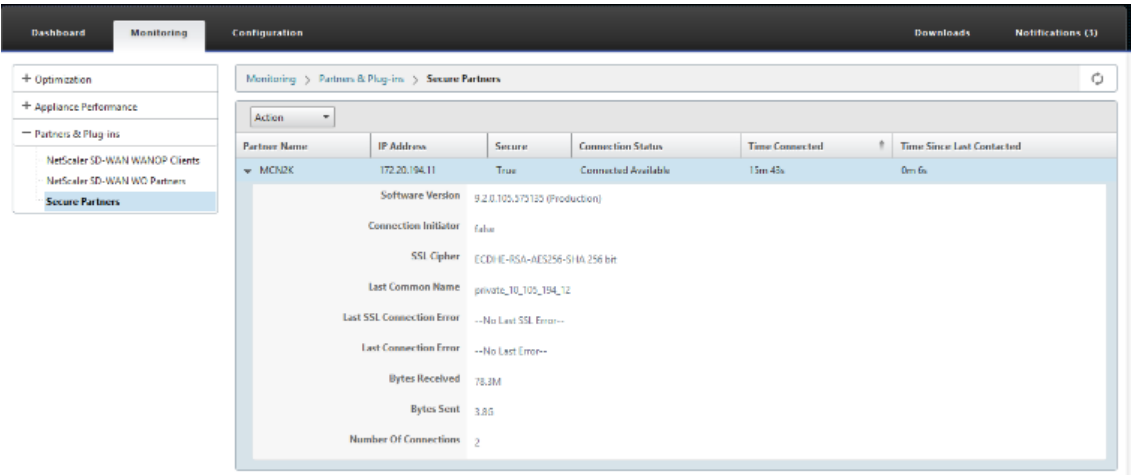 Dashboard Monitoring Configuration Downloads Notifications (3)
+ Optimization
+ Appliance Performance
− Partners & Plug-ins
NetScaler SD-WAN WANOP Clients
NetScaler SD-WAN WO Partners
Secure Partners
Monitoring > Partners & Plug-ins > Secure Partners
Action
Partner Name IP Address Secure Connection Status Time Connected Time Since Last Contacted
MCN2K 172.20.194.11 True Connected Available 15m 43s 0m 6s
Software Version 9.2.0.105.575135 (Production)
Connection Initiator false
SSL Cipher ECDHE-RSA-AES256-SHA 256 bit
Last Common Name private_10_105_194_12
Last SSL Connection Error --No Last SSL Error--
Last Connection Error --No Last Error--
Bytes Received 78.3M
Bytes Sent 3.8G
Number Of Connections 2